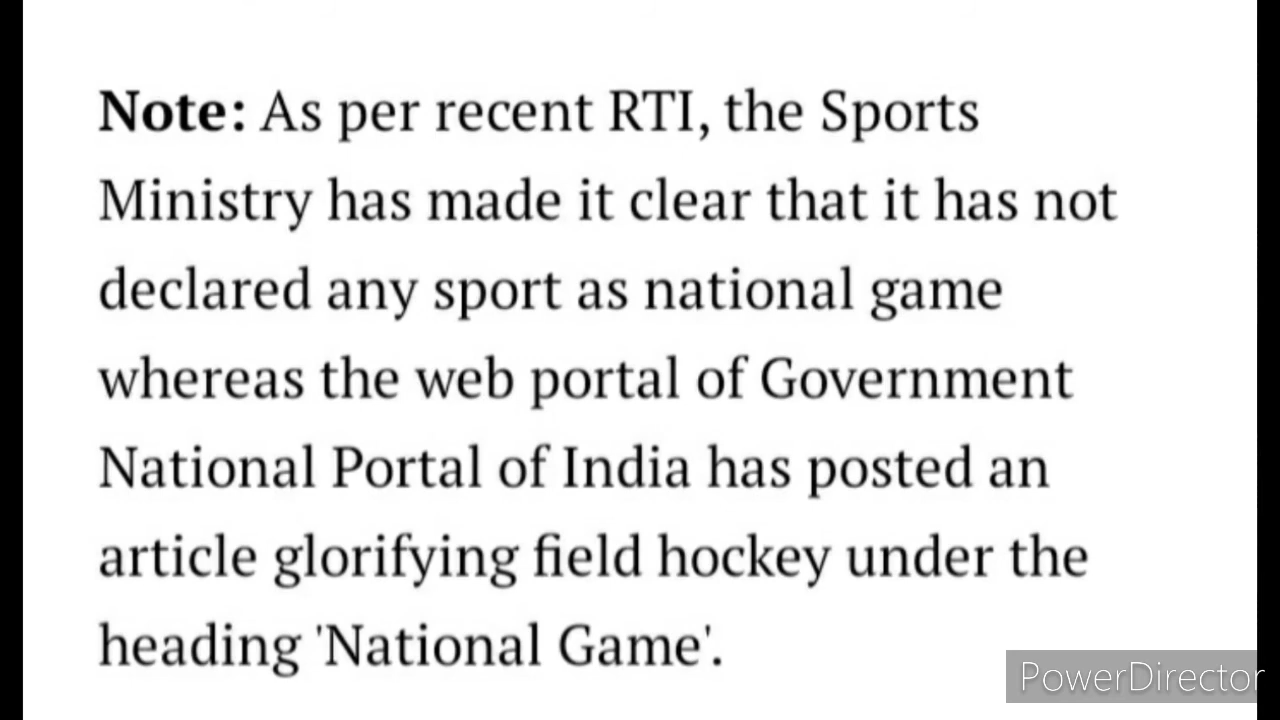 Note: As per recent RTI, the Sports
Ministry has made it clear that it has not
declared any sport as national game
whereas the web portal of Government
National Portal of India has posted an
article glorifying field hockey under the
heading 'National Game'.
PowerDirector